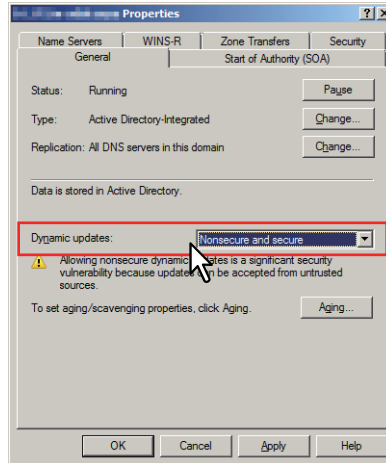 Properties
Name Servers WINS-R Zone Transfers Security
General Start of Authority (SOA)
Status: Running Pause
Type: Active Directory-Integrated Change...
Replication: All DNS servers in this domain Change...
Data is stored in Active Directory.
Dynamic updates: Nonsecure and secure
Allowing nonsecure dynamic updates is a significant security
vulnerability because updates can be accepted from untrusted
sources.
To set aging/scavenging properties, click Aging. Aging...
OK Cancel Apply Help